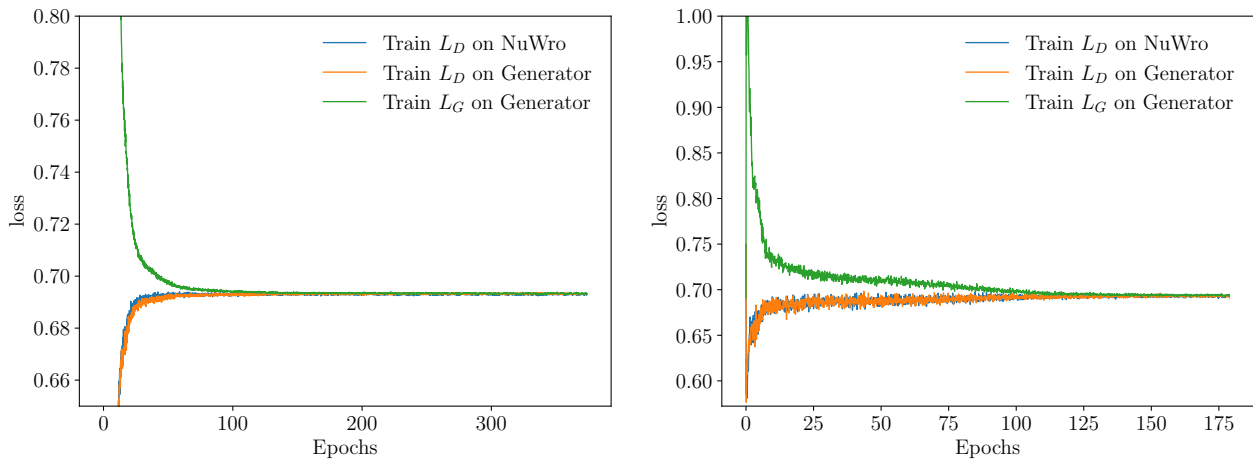 0.80
0.78
0.76
0.74
0.72
0.70
0.68
0.66
loss
0
100
200
300
Epochs
Train L_D on NuWro
Train L_D on Generator
Train L_G on Generator
1.00
0.95
0.90
0.85
0.80
0.75
0.70
0.65
0.60
loss
0
25
50
75
100
125
150
175
Epochs
Train L_D on NuWro
Train L_D on Generator
Train L_G on Generator